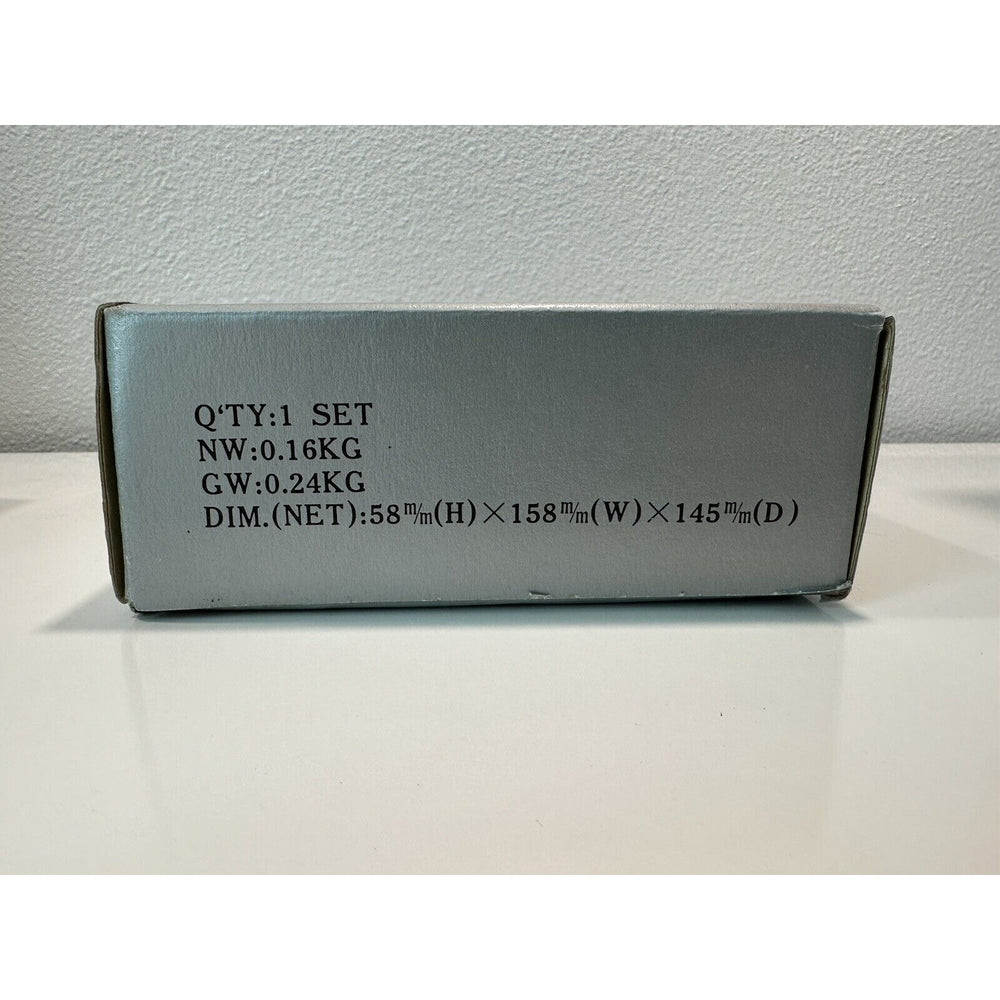 Q'TY:1 SET
NW:0.16KG
GW:0.24KG
DIM.(NET):58m/m(H)×158m/m(W)×145m/m(D)